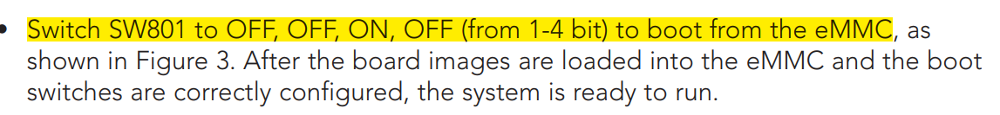 • Switch SW801 to OFF, OFF, ON, OFF (from 1-4 bit) to boot from the eMMC, as
shown in Figure 3. After the board images are loaded into the eMMC and the boot
switches are correctly configured, the system is ready to run.